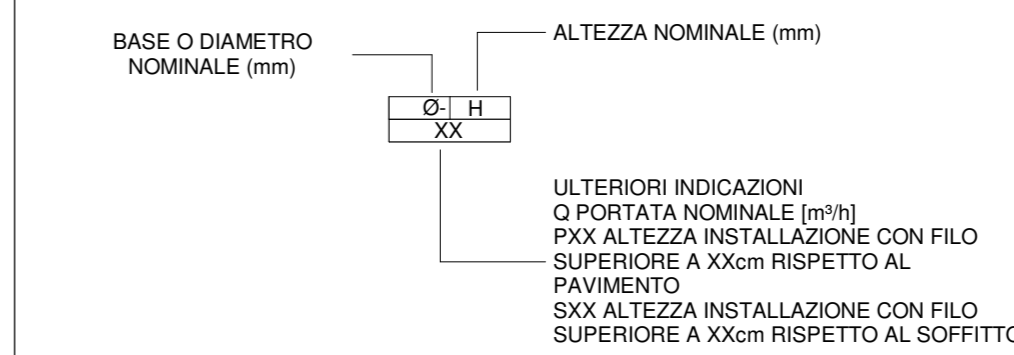 BASE O DIAMETRO
NOMINALE (mm)
ALTEZZA NOMINALE (mm)
Ø- H
XX
ULTERIORI INDICAZIONI
Q PORTATA NOMINALE [m³/h]
PXX ALTEZZA INSTALLAZIONE CON FILO
SUPERIORE A XXcm RISPETTO AL
PAVIMENTO
SXX ALTEZZA INSTALLAZIONE CON FILO
SUPERIORE A XXcm RISPETTO AL SOFFITTO